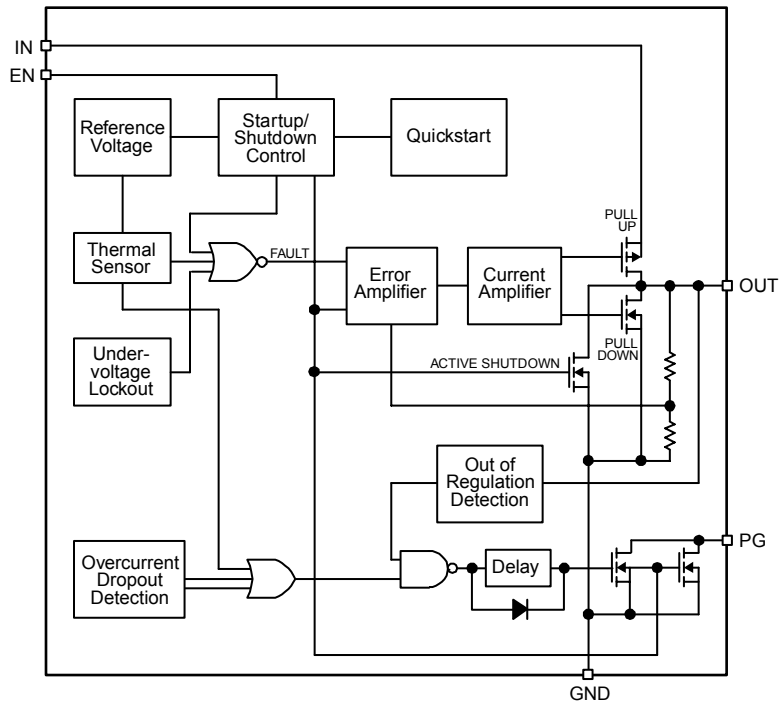 IN
EN
Reference
Voltage
Startup/
Shutdown
Control
Quickstart
PULL
UP
Thermal
Sensor
FAULT
Error
Amplifier
Current
Amplifier
OUT
Under-
voltage
Lockout
ACTIVE SHUTDOWN
PULL
DOWN
Out of
Regulation
Detection
PG
Overcurrent
Dropout
Detection
Delay
GND